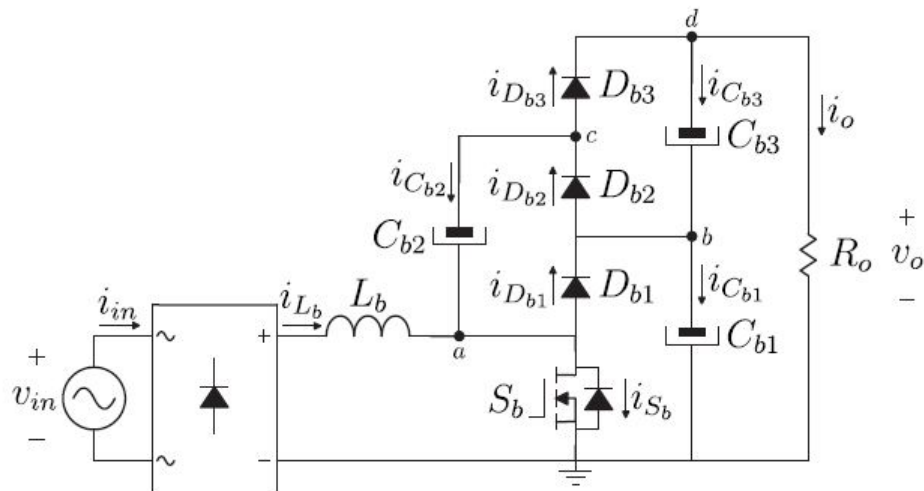 d
i_{D_{b3}} D_{b3} i_{C_{b3}} i_o
c C_{b3}
i_{C_{b2}} i_{D_{b2}} D_{b2}
C_{b2} b + v_o − R_o
i_{D_{b1}} D_{b1} i_{C_{b1}}
i_{in} i_{L_b} L_b C_{b1}
~ + a
+ v_{in} − S_b i_{S_b}
~ −